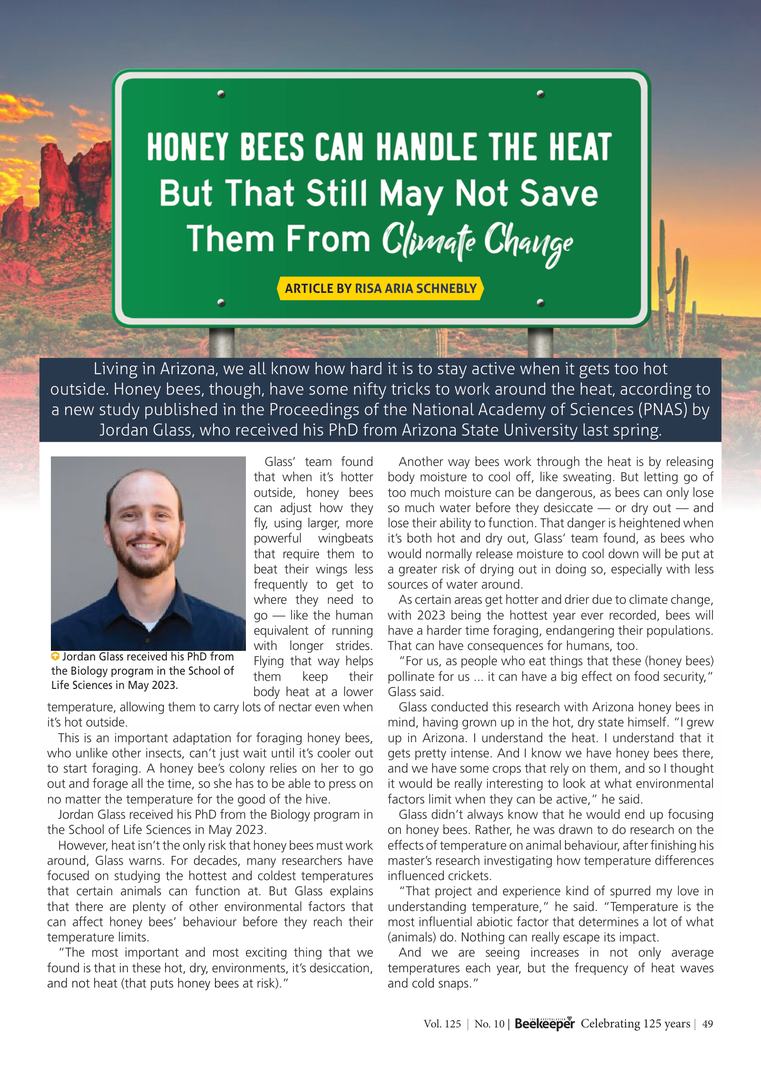 HONEY BEES CAN HANDLE THE HEAT
But That Still May Not Save
Them From Climate Change
ARTICLE BY RISA ARIA SCHNEBLY
Living in Arizona, we all know how hard it is to stay active when it gets too hot
outside. Honey bees, though, have some nifty tricks to work around the heat, according to
a new study published in the Proceedings of the National Academy of Sciences (PNAS) by
Jordan Glass, who received his PhD from Arizona State University last spring.
Jordan Glass received his PhD from
the Biology program in the School of
Life Sciences in May 2023.
Glass’ team found
that when it’s hotter
outside, honey bees
can adjust how they
fly, using larger, more
powerful wingbeats
that require them to
beat their wings less
frequently to get to
where they need to
go — like the human
equivalent of running
with longer strides.
Flying that way helps
them keep their
body heat at a lower
temperature, allowing them to carry lots of nectar even when
it’s hot outside.
This is an important adaptation for foraging honey bees,
who unlike other insects, can’t just wait until it’s cooler out
to start foraging. A honey bee’s colony relies on her to go
out and forage all the time, so she has to be able to press on
no matter the temperature for the good of the hive.
Jordan Glass received his PhD from the Biology program in
the School of Life Sciences in May 2023.
However, heat isn’t the only risk that honey bees must work
around, Glass warns. For decades, many researchers have
focused on studying the hottest and coldest temperatures
that certain animals can function at. But Glass explains
that there are plenty of other environmental factors that
can affect honey bees’ behaviour before they reach their
temperature limits.
“The most important and most exciting thing that we
found is that in these hot, dry, environments, it’s desiccation,
and not heat (that puts honey bees at risk).”
Another way bees work through the heat is by releasing
body moisture to cool off, like sweating. But letting go of
too much moisture can be dangerous, as bees can only lose
so much water before they desiccate — or dry out — and
lose their ability to function. That danger is heightened when
it’s both hot and dry out, Glass’ team found, as bees who
would normally release moisture to cool down will be put at
a greater risk of drying out in doing so, especially with less
sources of water around.
As certain areas get hotter and drier due to climate change,
with 2023 being the hottest year ever recorded, bees will
have a harder time foraging, endangering their populations.
That can have consequences for humans, too.
“For us, as people who eat things that these (honey bees)
pollinate for us ... it can have a big effect on food security,”
Glass said.
Glass conducted this research with Arizona honey bees in
mind, having grown up in the hot, dry state himself. “I grew
up in Arizona. I understand the heat. I understand that it
gets pretty intense. And I know we have honey bees there,
and we have some crops that rely on them, and so I thought
it would be really interesting to look at what environmental
factors limit when they can be active,” he said.
Glass didn’t always know that he would end up focusing
on honey bees. Rather, he was drawn to do research on the
effects of temperature on animal behaviour, after finishing his
master’s research investigating how temperature differences
influenced crickets.
“That project and experience kind of spurred my love in
understanding temperature,” he said. “Temperature is the
most influential abiotic factor that determines a lot of what
(animals) do. Nothing can really escape its impact.
And we are seeing increases in not only average
temperatures each year, but the frequency of heat waves
and cold snaps.”
Vol. 125 | No. 10 | Beekeeper Celebrating 125 years | 49